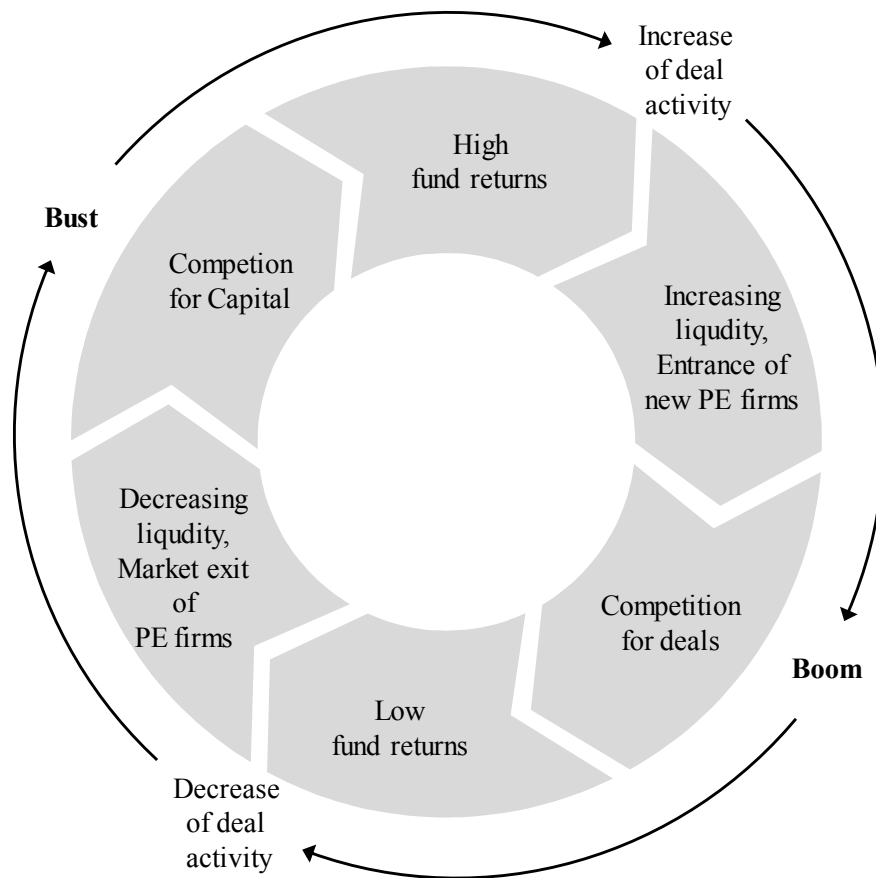 Increase
of deal
activity
High
fund returns
Bust
Competion
for Capital
Increasing
liqudity,
Entrance of
new PE firms
Decreasing
liqudity,
Market exit
of
PE firms
Competition
for deals
Boom
Low
fund returns
Decrease
of deal
activity